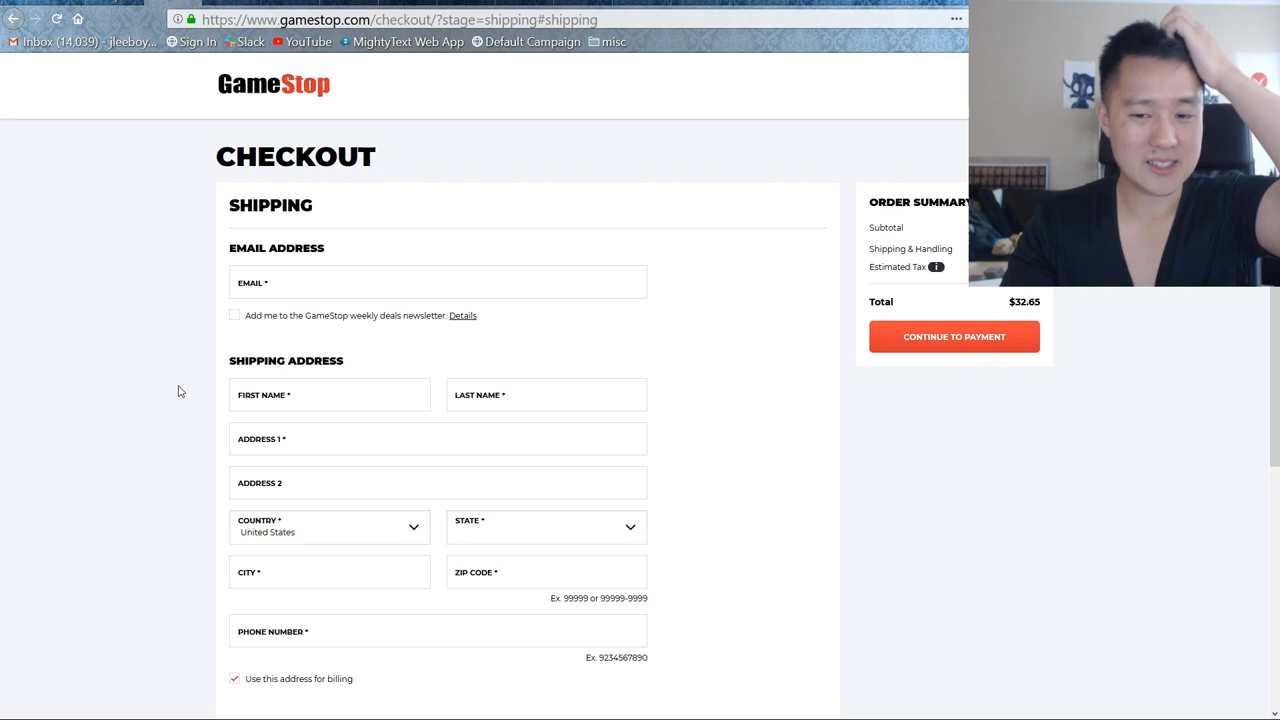 https://www.gamestop.com/checkout/?stage=shipping#shipping
Inbox (14,039) - jleeboy... Sign In Slack YouTube MightyText Web App Default Campaign misc
GameStop
CHECKOUT
SHIPPING
EMAIL ADDRESS
EMAIL *
Add me to the GameStop weekly deals newsletter. Details
SHIPPING ADDRESS
FIRST NAME * LAST NAME *
ADDRESS 1 *
ADDRESS 2
COUNTRY * STATE *
United States
CITY * ZIP CODE *
Ex. 99999 or 99999-9999
PHONE NUMBER *
Ex. 9234567890
Use this address for billing
ORDER SUMMARY
Subtotal
Shipping & Handling
Estimated Tax i
Total $32.65
CONTINUE TO PAYMENT